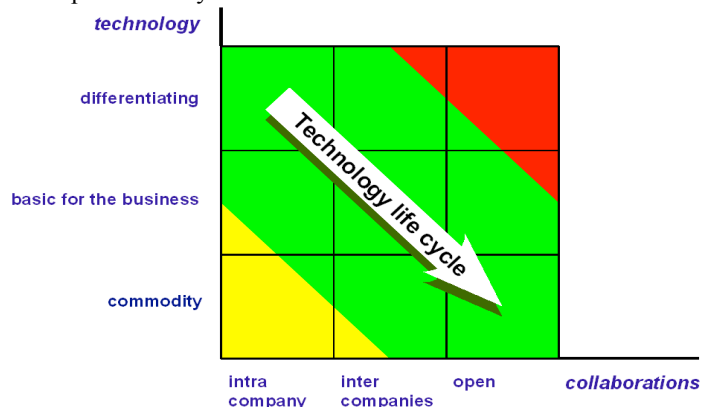 technology
differentiating
basic for the business
commodity
Technology life cycle
intra
company
inter
companies
open
collaborations